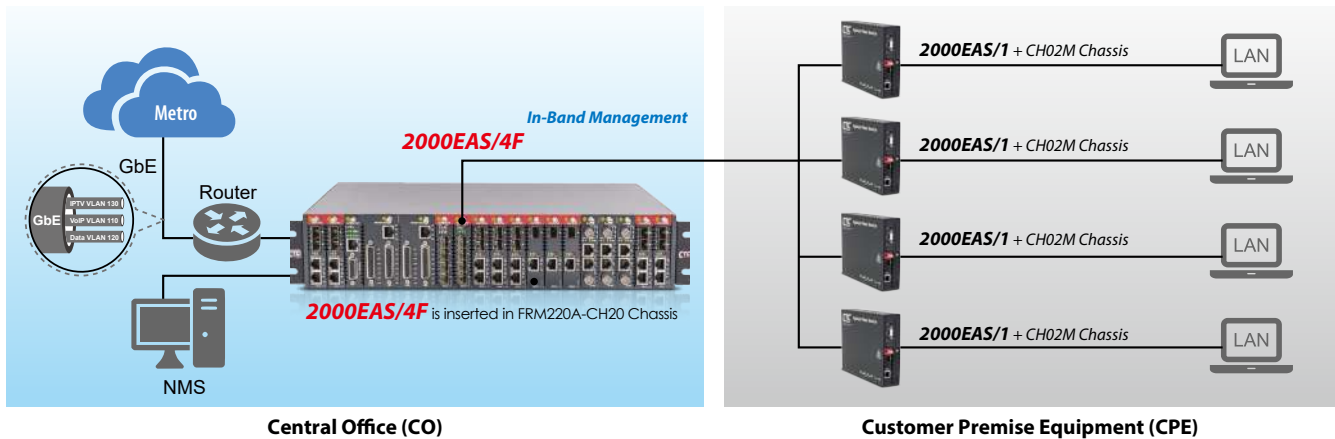 Metro
GbE
GbE
IPTV VLAN 130
VoIP VLAN 110
Data VLAN 120
Router
NMS
In-Band Management
2000EAS/4F
2000EAS/4F is inserted in FRM220A-CH20 Chassis
CTC
2000EAS/1 + CH02M Chassis
LAN
2000EAS/1 + CH02M Chassis
LAN
2000EAS/1 + CH02M Chassis
LAN
2000EAS/1 + CH02M Chassis
LAN
Central Office (CO)
Customer Premise Equipment (CPE)